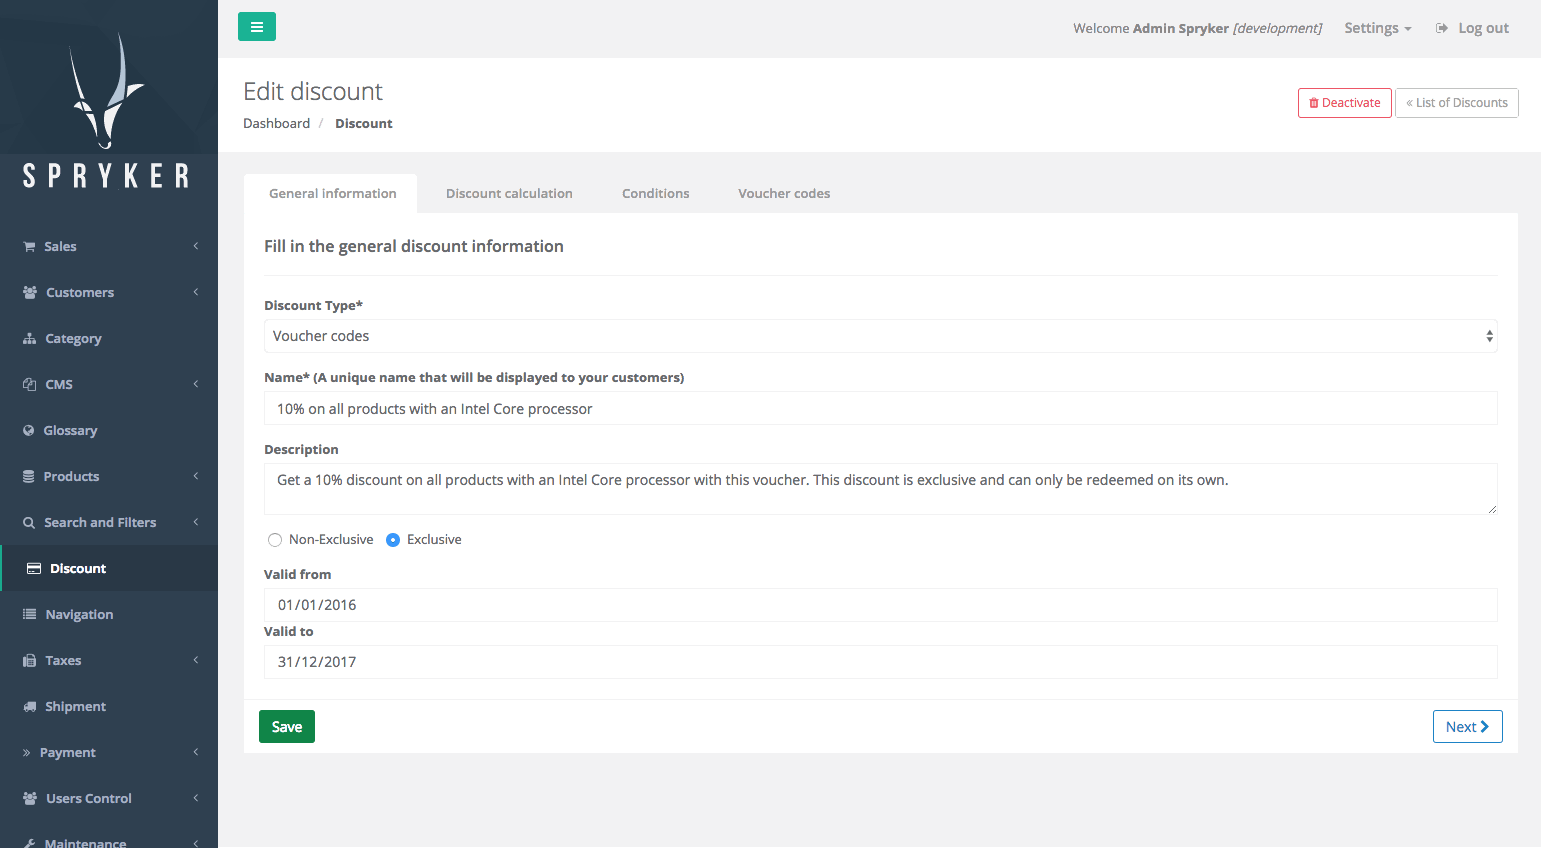 SPRYKER
Sales
Customers
Category
CMS
Glossary
Products
Search and Filters
Discount
Navigation
Taxes
Shipment
Payment
Users Control
Maintenance
Welcome Admin Spryker [development] Settings Log out
Edit discount
Dashboard / Discount
Deactivate « List of Discounts
General information Discount calculation Conditions Voucher codes
Fill in the general discount information
Discount Type*
Voucher codes
Name* (A unique name that will be displayed to your customers)
10% on all products with an Intel Core processor
Description
Get a 10% discount on all products with an Intel Core processor with this voucher. This discount is exclusive and can only be redeemed on its own.
Non-Exclusive Exclusive
Valid from
01/01/2016
Valid to
31/12/2017
Save Next